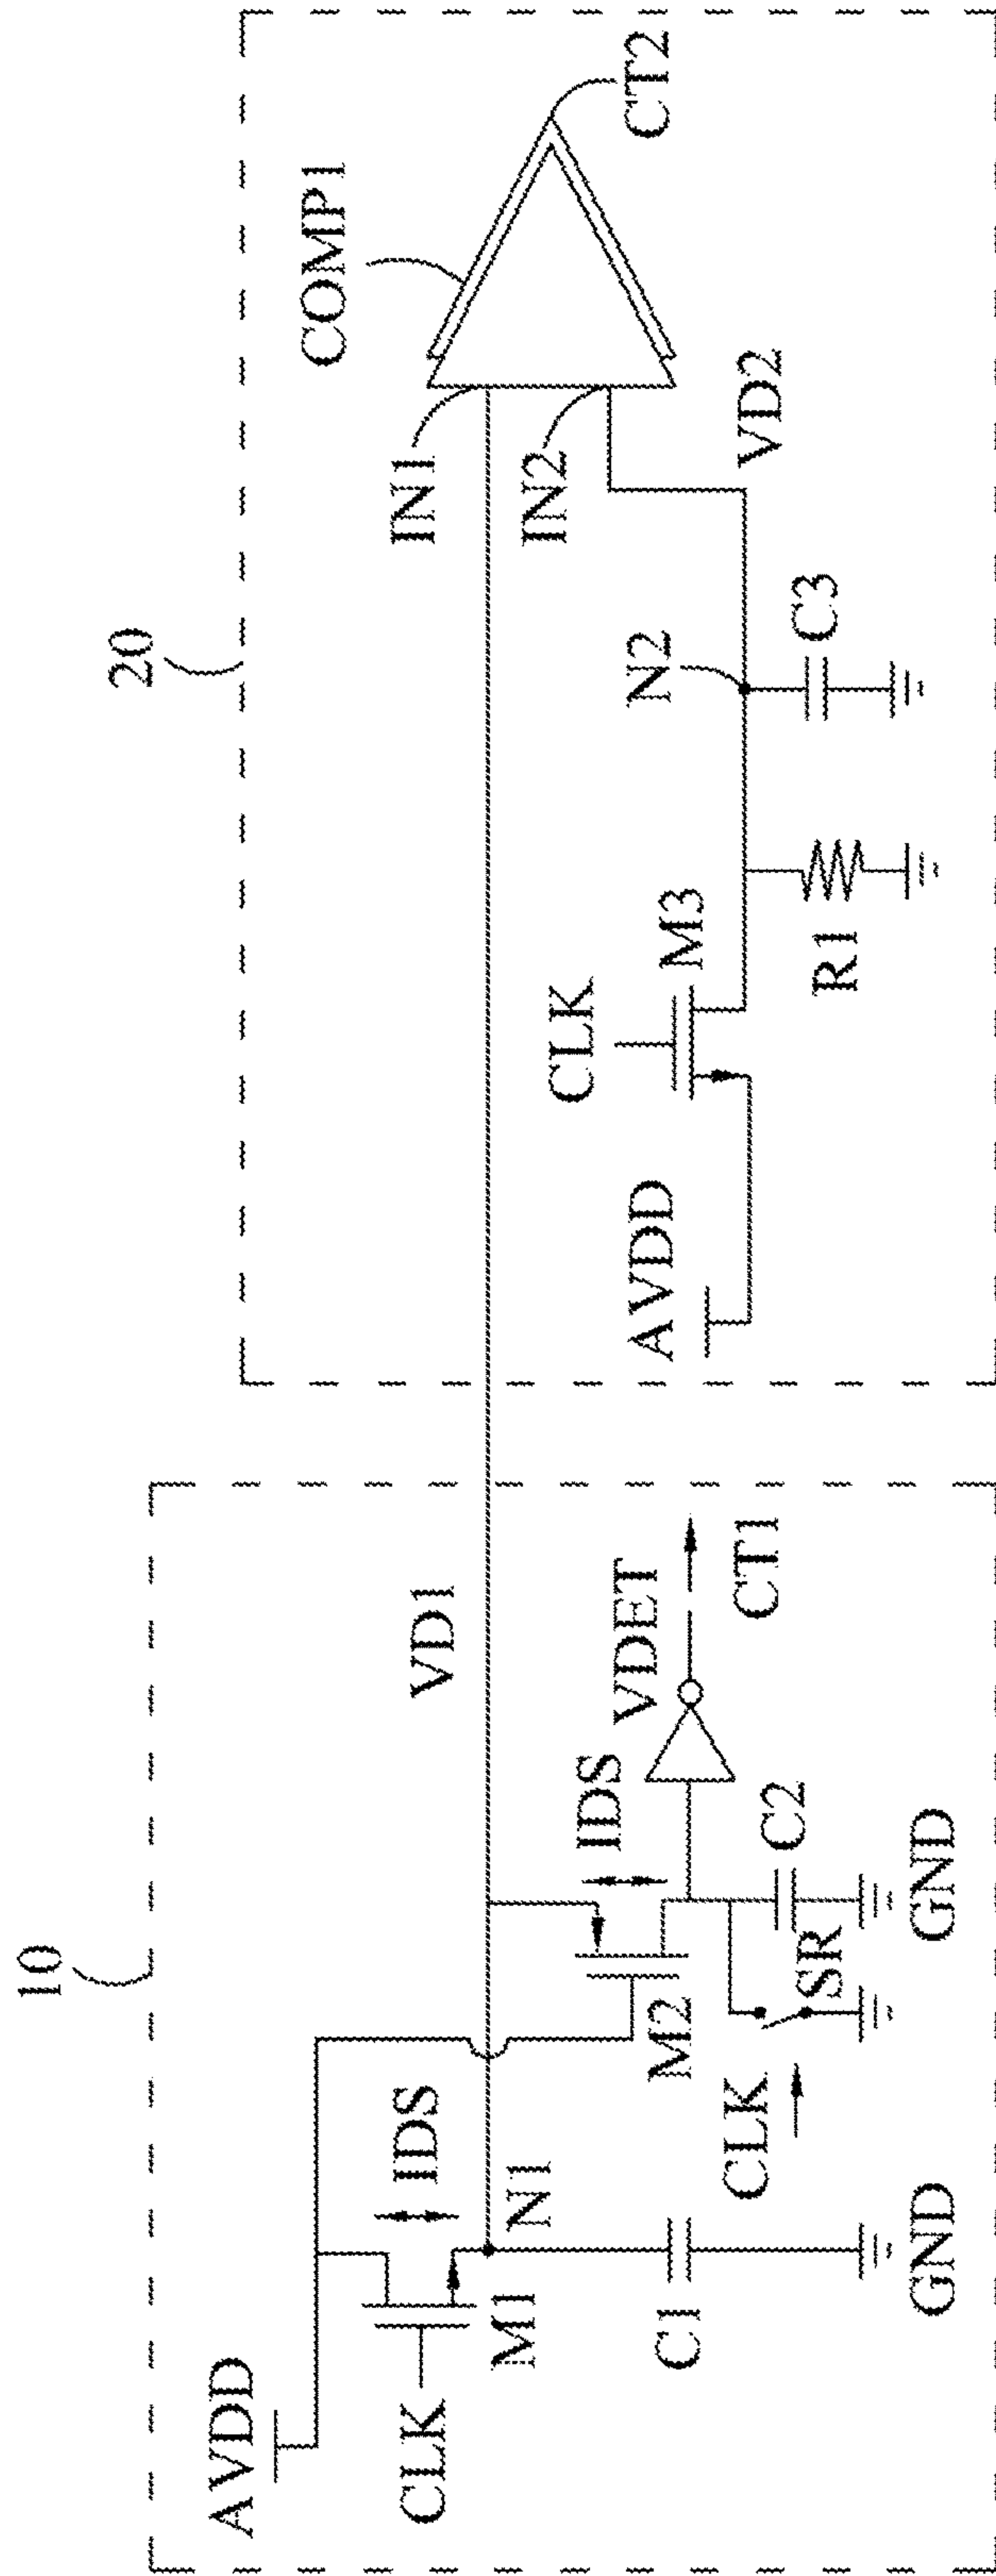 10
AVDD
CLK
M1
IDS
N1
C1
GND
VD1
M2
IDS
CLK
SR
C2
GND
VDET
CT1
20
AVDD
CLK
M3
R1
N2
C3
VD2
IN1
IN2
COMP1
CT2